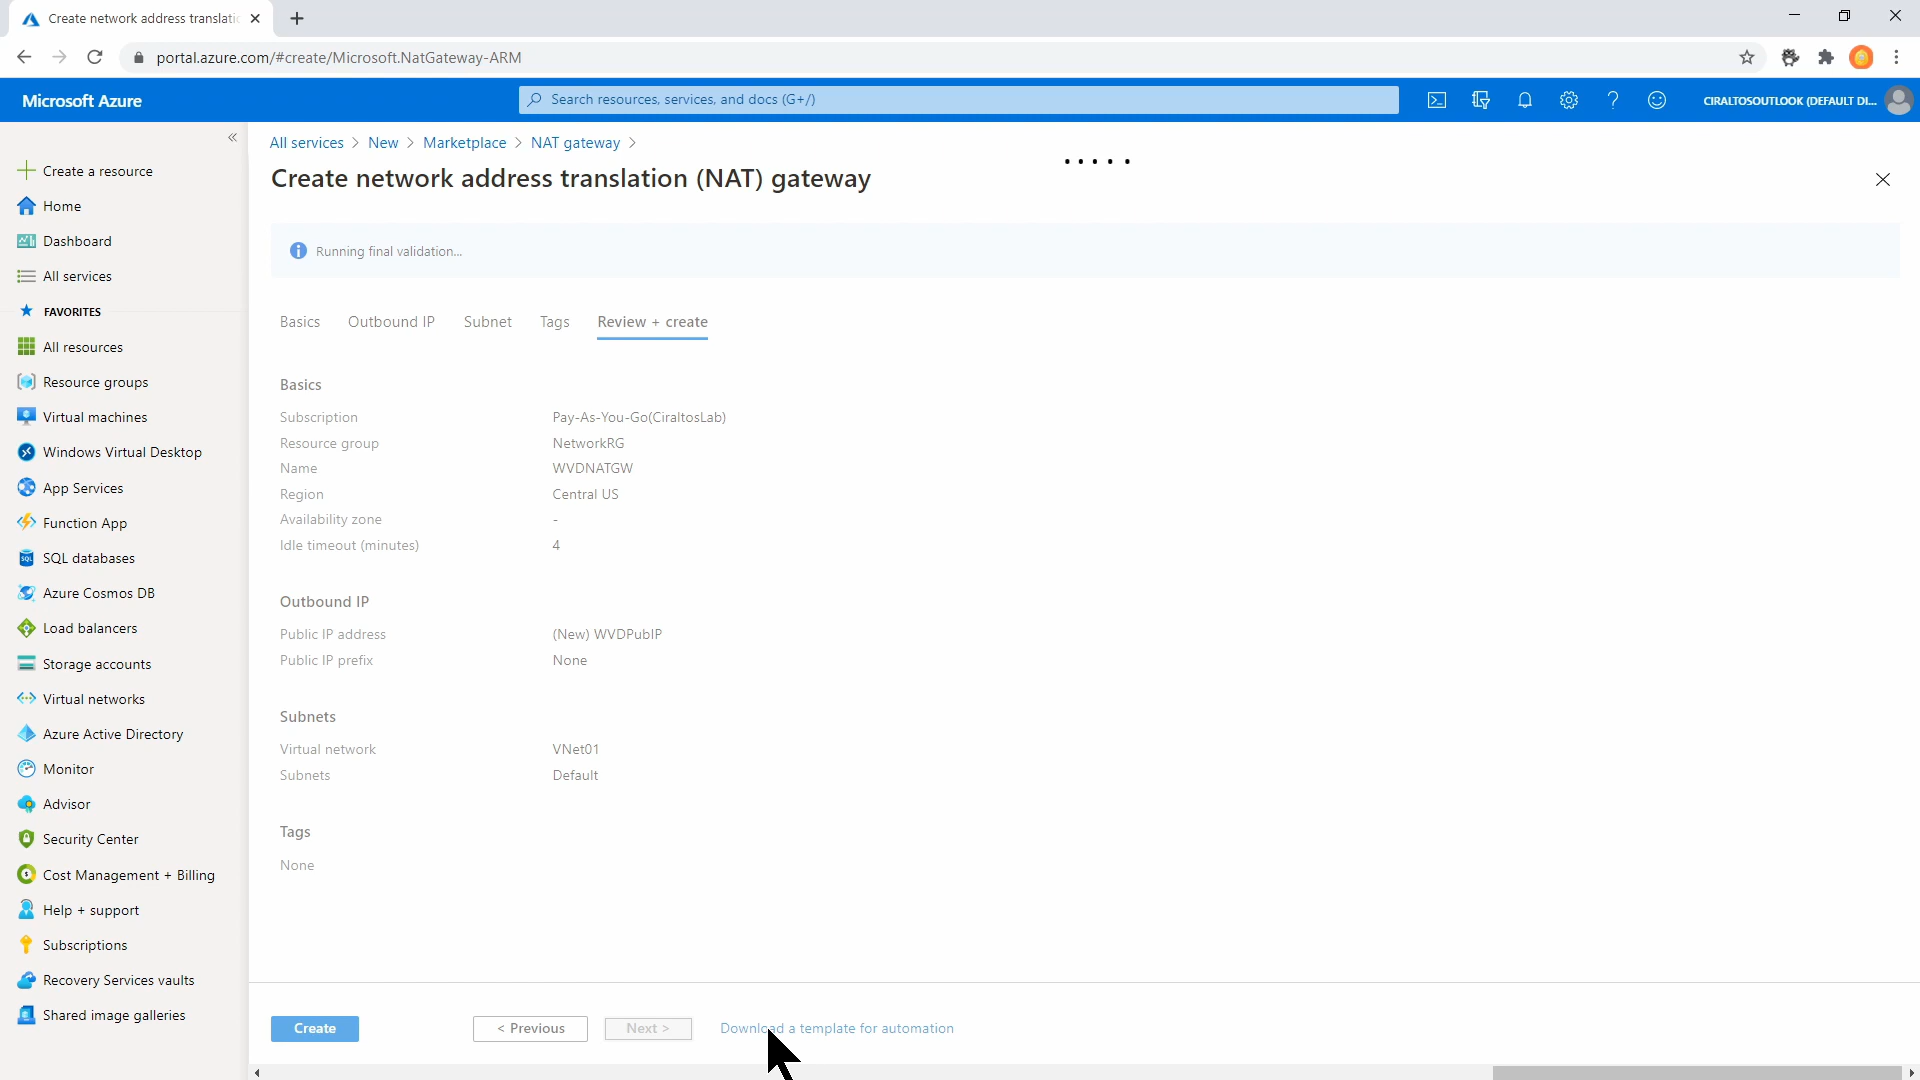 Create network address translatic
portal.azure.com/#create/Microsoft.NatGateway-ARM
Microsoft Azure
Search resources, services, and docs (G+/)
CIRALTOSOUTLOOK (DEFAULT DI...
All services > New > Marketplace > NAT gateway >
Create network address translation (NAT) gateway
Create a resource
Home
Dashboard
All services
FAVORITES
All resources
Resource groups
Virtual machines
Windows Virtual Desktop
App Services
Function App
SQL databases
Azure Cosmos DB
Load balancers
Storage accounts
Virtual networks
Azure Active Directory
Monitor
Advisor
Security Center
Cost Management + Billing
Help + support
Subscriptions
Recovery Services vaults
Shared image galleries
Running final validation...
Basics Outbound IP Subnet Tags Review + create
Basics
Subscription Pay-As-You-Go(CiraltosLab)
Resource group NetworkRG
Name WVDNATGW
Region Central US
Availability zone -
Idle timeout (minutes) 4
Outbound IP
Public IP address (New) WVDPubIP
Public IP prefix None
Subnets
Virtual network VNet01
Subnets Default
Tags
None
Create < Previous Next > Download a template for automation